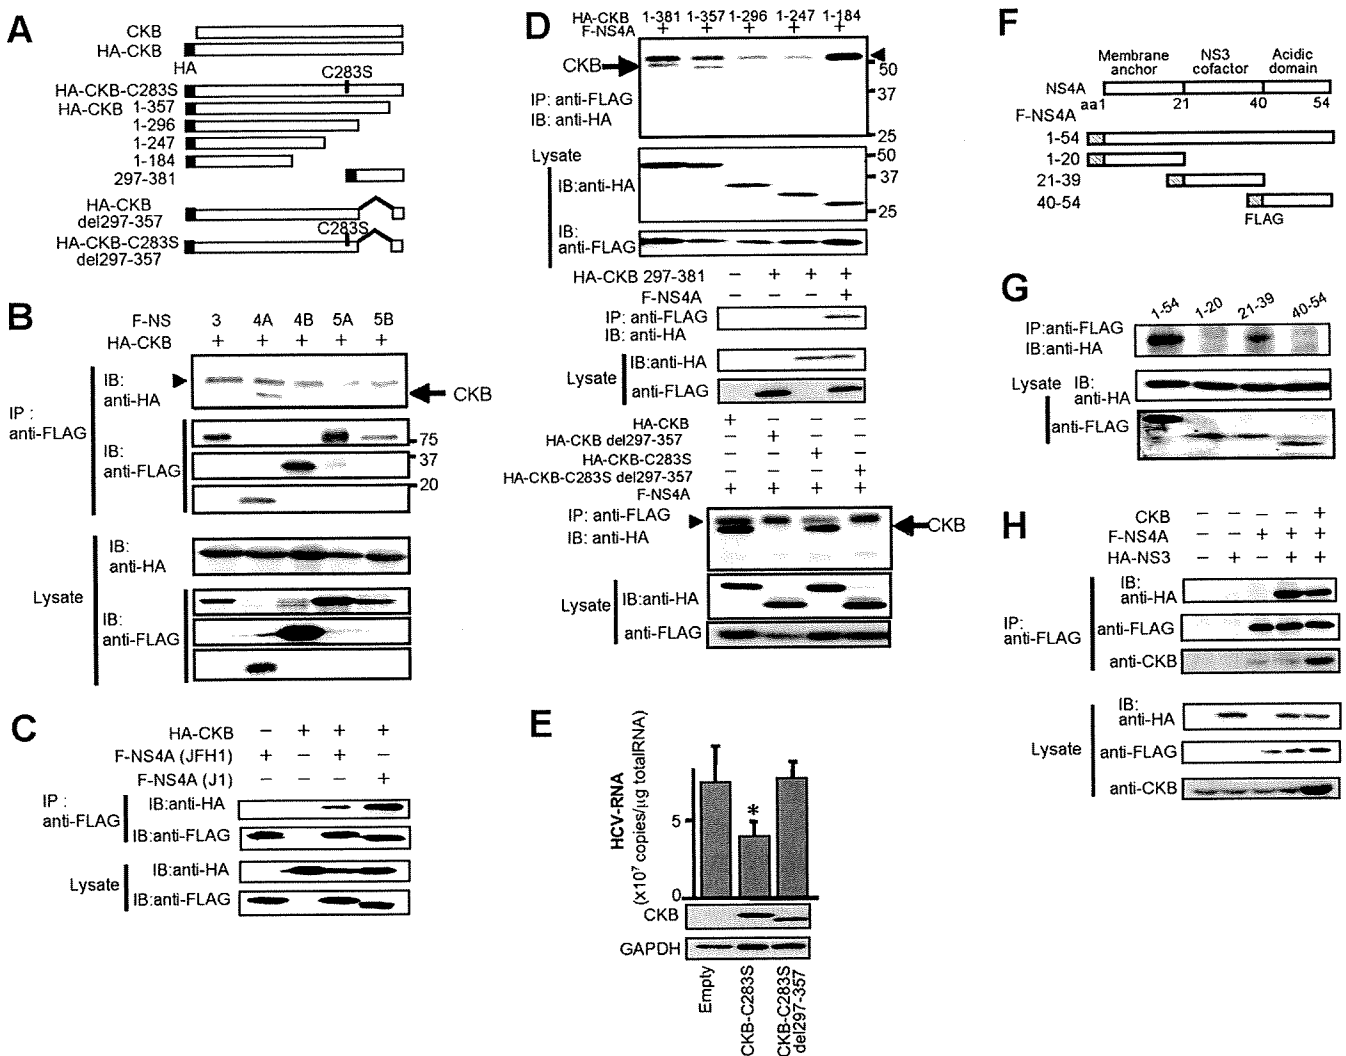 A
CKB
HA-CKB
HA
C283S
HA-CKB-C283S
HA-CKB 1-357
1-296
1-247
1-184
297-381
HA-CKB
del297-357
C283S
HA-CKB-C283S
del297-357
B
F-NS 3 4A 4B 5A 5B
HA-CKB + + + + +
IP :
anti-FLAG
IB:
anti-HA
CKB
IB:
anti-FLAG
75
37
20
Lysate
IB:
anti-HA
IB:
anti-FLAG
C
HA-CKB − + + +
F-NS4A (JFH1) + − + −
F-NS4A (J1) − − − +
IP :
anti-FLAG
IB:anti-HA
IB:anti-FLAG
Lysate
IB:anti-HA
IB:anti-FLAG
D
HA-CKB 1-381 1-357 1-296 1-247 1-184
F-NS4A + + + + +
CKB
50
37
25
IP: anti-FLAG
IB: anti-HA
Lysate
IB:anti-HA
50
37
25
IB:
anti-FLAG
HA-CKB 297-381 − + + +
F-NS4A − − − +
IP: anti-FLAG
IB: anti-HA
Lysate
IB:anti-HA
anti-FLAG
HA-CKB + − − −
HA-CKB del297-357 − + − −
HA-CKB-C283S − − + −
HA-CKB-C283S del297-357 − − − +
F-NS4A + + + +
IP: anti-FLAG
IB: anti-HA
CKB
Lysate
IB:anti-HA
anti-FLAG
E
HCV-RNA
(x10⁷ copies/μg totalRNA)
5
0
*
CKB
GAPDH
Empty
CKB-C283S
CKB-C283S
del297-357
F
Membrane anchor
NS3 cofactor
Acidic domain
NS4A
aa1 21 40 54
F-NS4A
1-54
1-20
21-39
40-54
FLAG
G
1-54 1-20 21-39 40-54
IP:anti-FLAG
IB:anti-HA
Lysate
IB:
anti-HA
anti-FLAG
H
CKB − − − − +
F-NS4A − − + + +
HA-NS3 − + − + +
IP:
anti-FLAG
IB:
anti-HA
anti-FLAG
anti-CKB
Lysate
IB:
anti-HA
anti-FLAG
anti-CKB